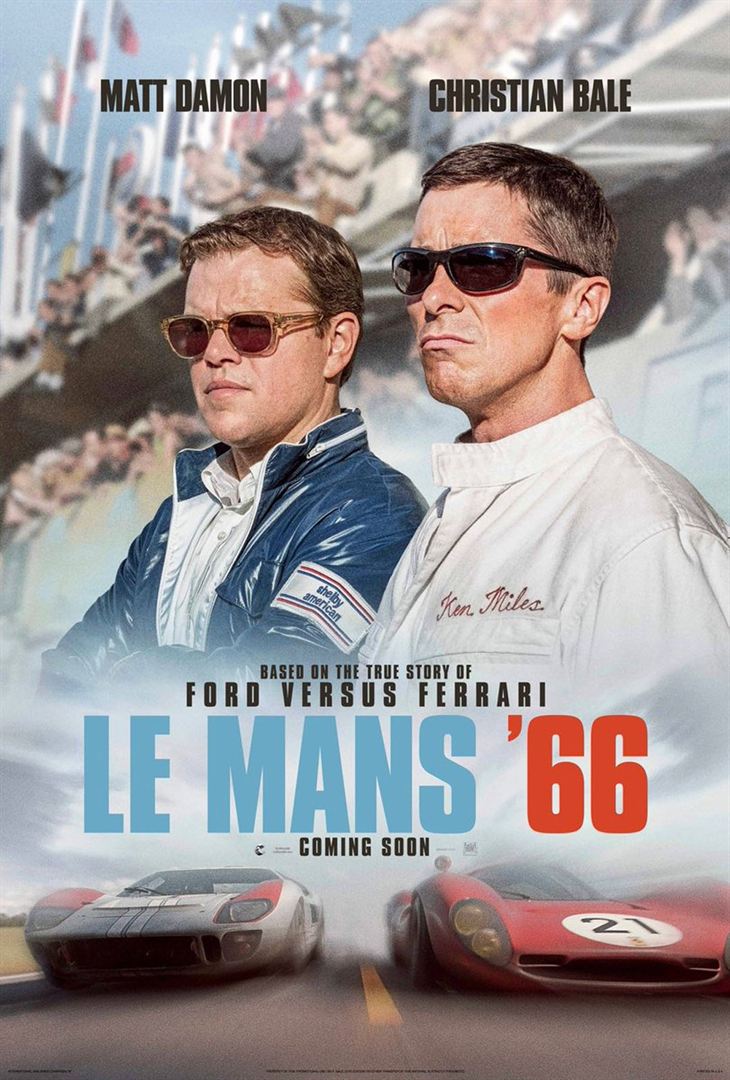 MATT DAMON
CHRISTIAN BALE
shelby
american
Ken Miles
BASED ON THE TRUE STORY OF
FORD VERSUS FERRARI
LE MANS '66
COMING SOON
21